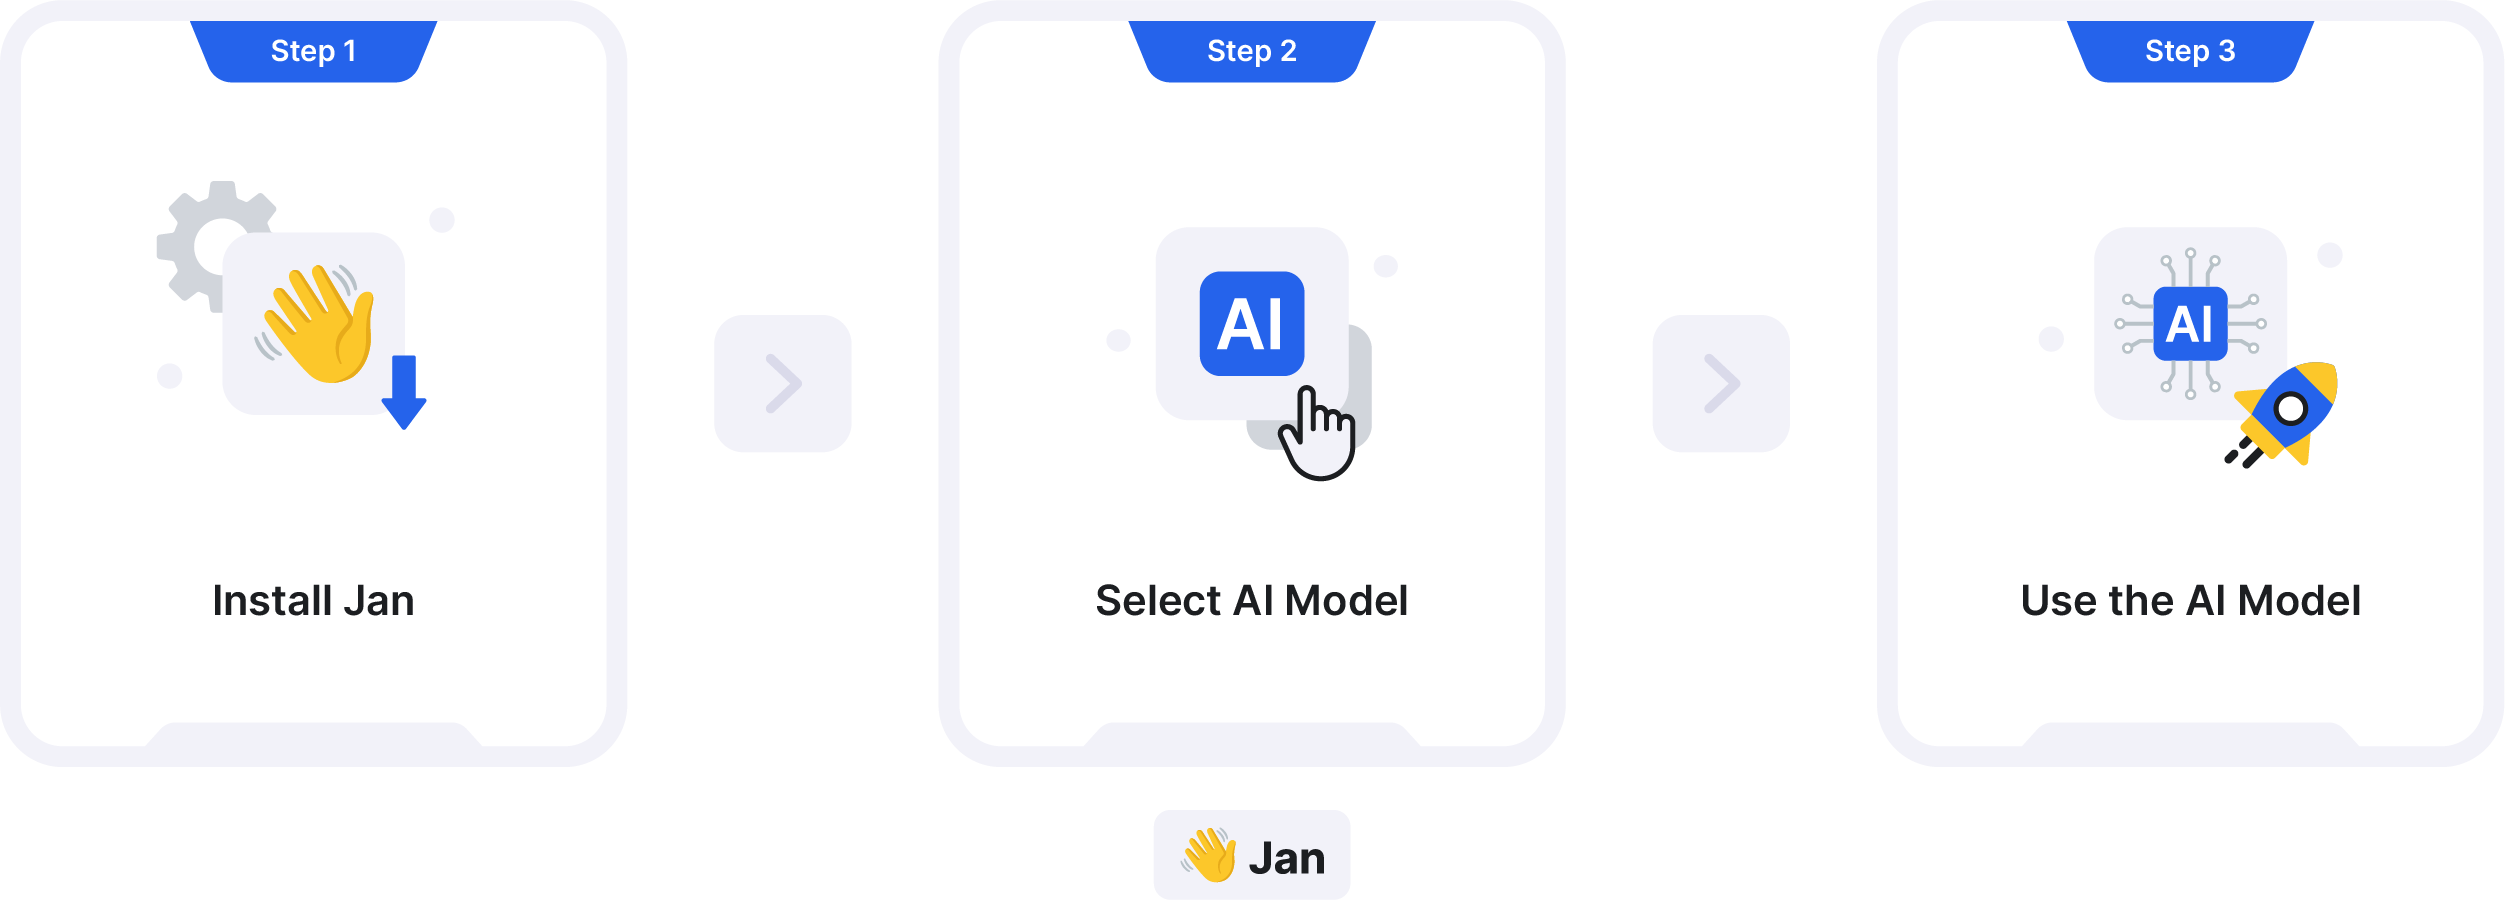 Step 1
Install Jan
Step 2
AI
Select AI Model
Step 3
AI
Use the AI Model
Jan